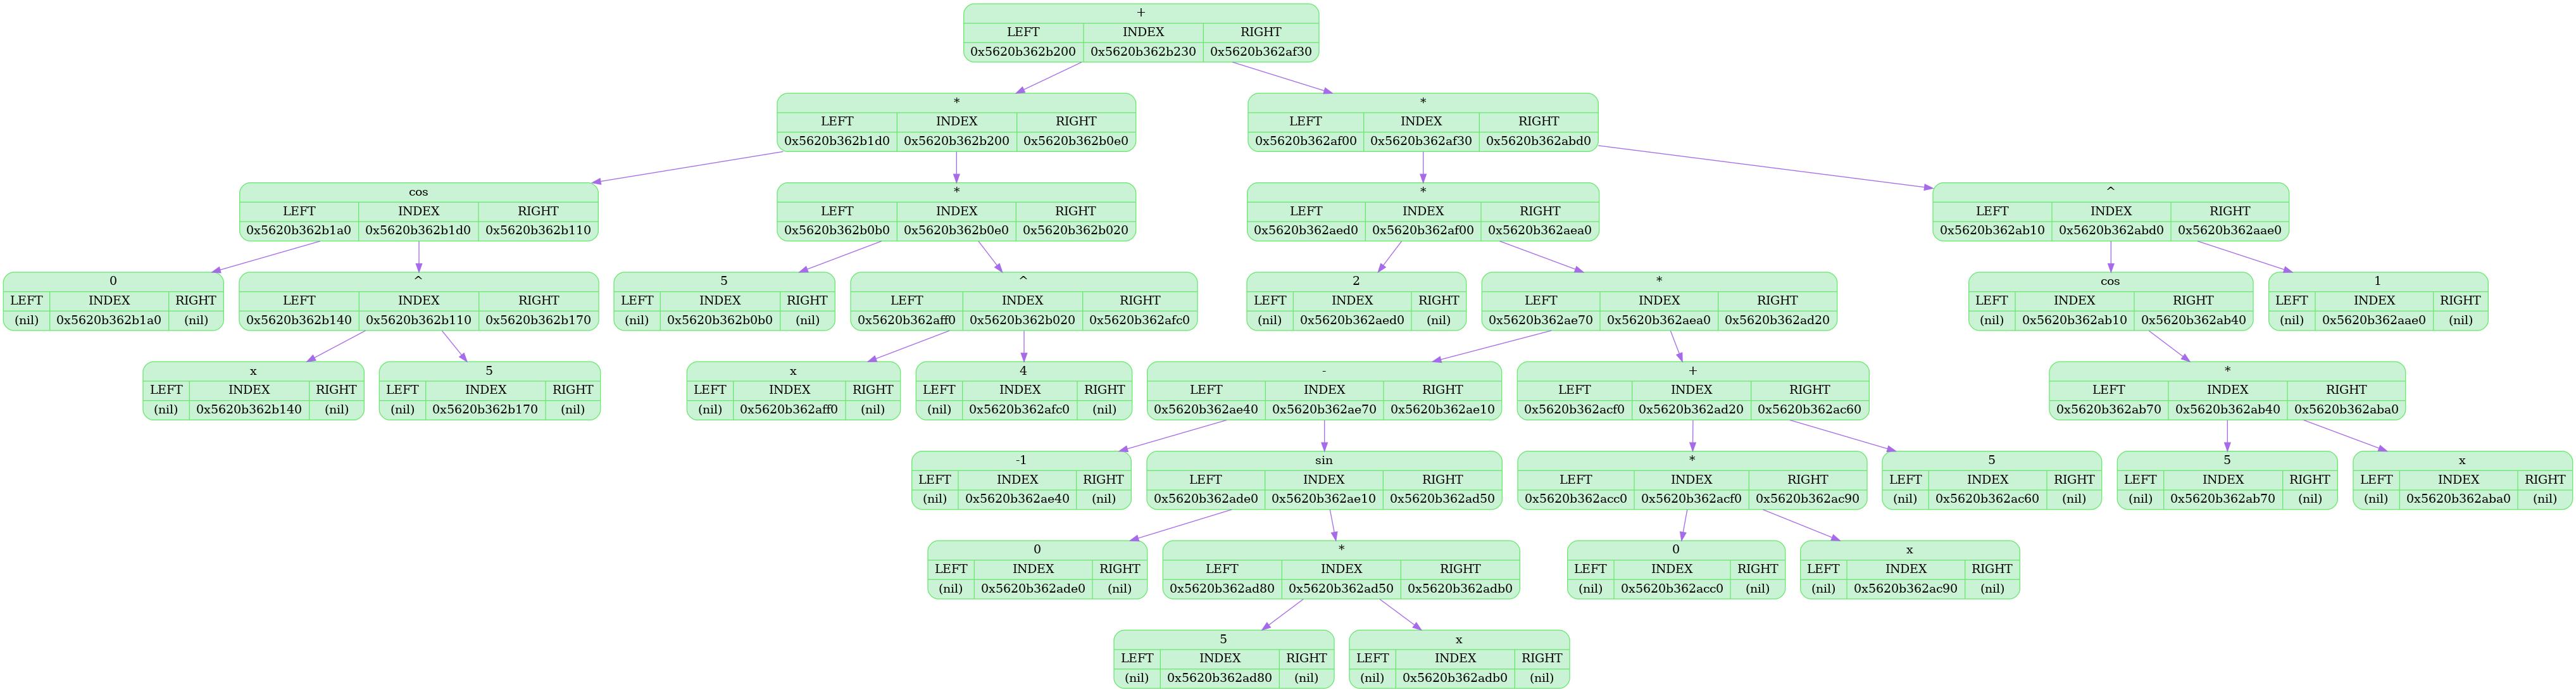 +
LEFT INDEX RIGHT
0x5620b362b200 0x5620b362b230 0x5620b362af30
*
LEFT INDEX RIGHT
0x5620b362b1d0 0x5620b362b200 0x5620b362b0e0
*
LEFT INDEX RIGHT
0x5620b362af00 0x5620b362af30 0x5620b362abd0
cos
LEFT INDEX RIGHT
0x5620b362b1a0 0x5620b362b1d0 0x5620b362b110
*
LEFT INDEX RIGHT
0x5620b362b0b0 0x5620b362b0e0 0x5620b362b020
*
LEFT INDEX RIGHT
0x5620b362aed0 0x5620b362af00 0x5620b362aea0
^
LEFT INDEX RIGHT
0x5620b362ab10 0x5620b362abd0 0x5620b362aae0
0
LEFT INDEX RIGHT
(nil) 0x5620b362b1a0 (nil)
^
LEFT INDEX RIGHT
0x5620b362b140 0x5620b362b110 0x5620b362b170
5
LEFT INDEX RIGHT
(nil) 0x5620b362b0b0 (nil)
^
LEFT INDEX RIGHT
0x5620b362aff0 0x5620b362b020 0x5620b362afc0
2
LEFT INDEX RIGHT
(nil) 0x5620b362aed0 (nil)
*
LEFT INDEX RIGHT
0x5620b362ae70 0x5620b362aea0 0x5620b362ad20
cos
LEFT INDEX RIGHT
(nil) 0x5620b362ab10 0x5620b362ab40
1
LEFT INDEX RIGHT
(nil) 0x5620b362aae0 (nil)
x
LEFT INDEX RIGHT
(nil) 0x5620b362b140 (nil)
5
LEFT INDEX RIGHT
(nil) 0x5620b362b170 (nil)
x
LEFT INDEX RIGHT
(nil) 0x5620b362aff0 (nil)
4
LEFT INDEX RIGHT
(nil) 0x5620b362afc0 (nil)
-
LEFT INDEX RIGHT
0x5620b362ae40 0x5620b362ae70 0x5620b362ae10
+
LEFT INDEX RIGHT
0x5620b362acf0 0x5620b362ad20 0x5620b362ac60
*
LEFT INDEX RIGHT
0x5620b362ab70 0x5620b362ab40 0x5620b362aba0
-1
LEFT INDEX RIGHT
(nil) 0x5620b362ae40 (nil)
sin
LEFT INDEX RIGHT
0x5620b362ade0 0x5620b362ae10 0x5620b362ad50
*
LEFT INDEX RIGHT
0x5620b362acc0 0x5620b362acf0 0x5620b362ac90
5
LEFT INDEX RIGHT
(nil) 0x5620b362ac60 (nil)
5
LEFT INDEX RIGHT
(nil) 0x5620b362ab70 (nil)
x
LEFT INDEX RIGHT
(nil) 0x5620b362aba0 (nil)
0
LEFT INDEX RIGHT
(nil) 0x5620b362ade0 (nil)
*
LEFT INDEX RIGHT
0x5620b362ad80 0x5620b362ad50 0x5620b362adb0
0
LEFT INDEX RIGHT
(nil) 0x5620b362acc0 (nil)
x
LEFT INDEX RIGHT
(nil) 0x5620b362ac90 (nil)
5
LEFT INDEX RIGHT
(nil) 0x5620b362ad80 (nil)
x
LEFT INDEX RIGHT
(nil) 0x5620b362adb0 (nil)